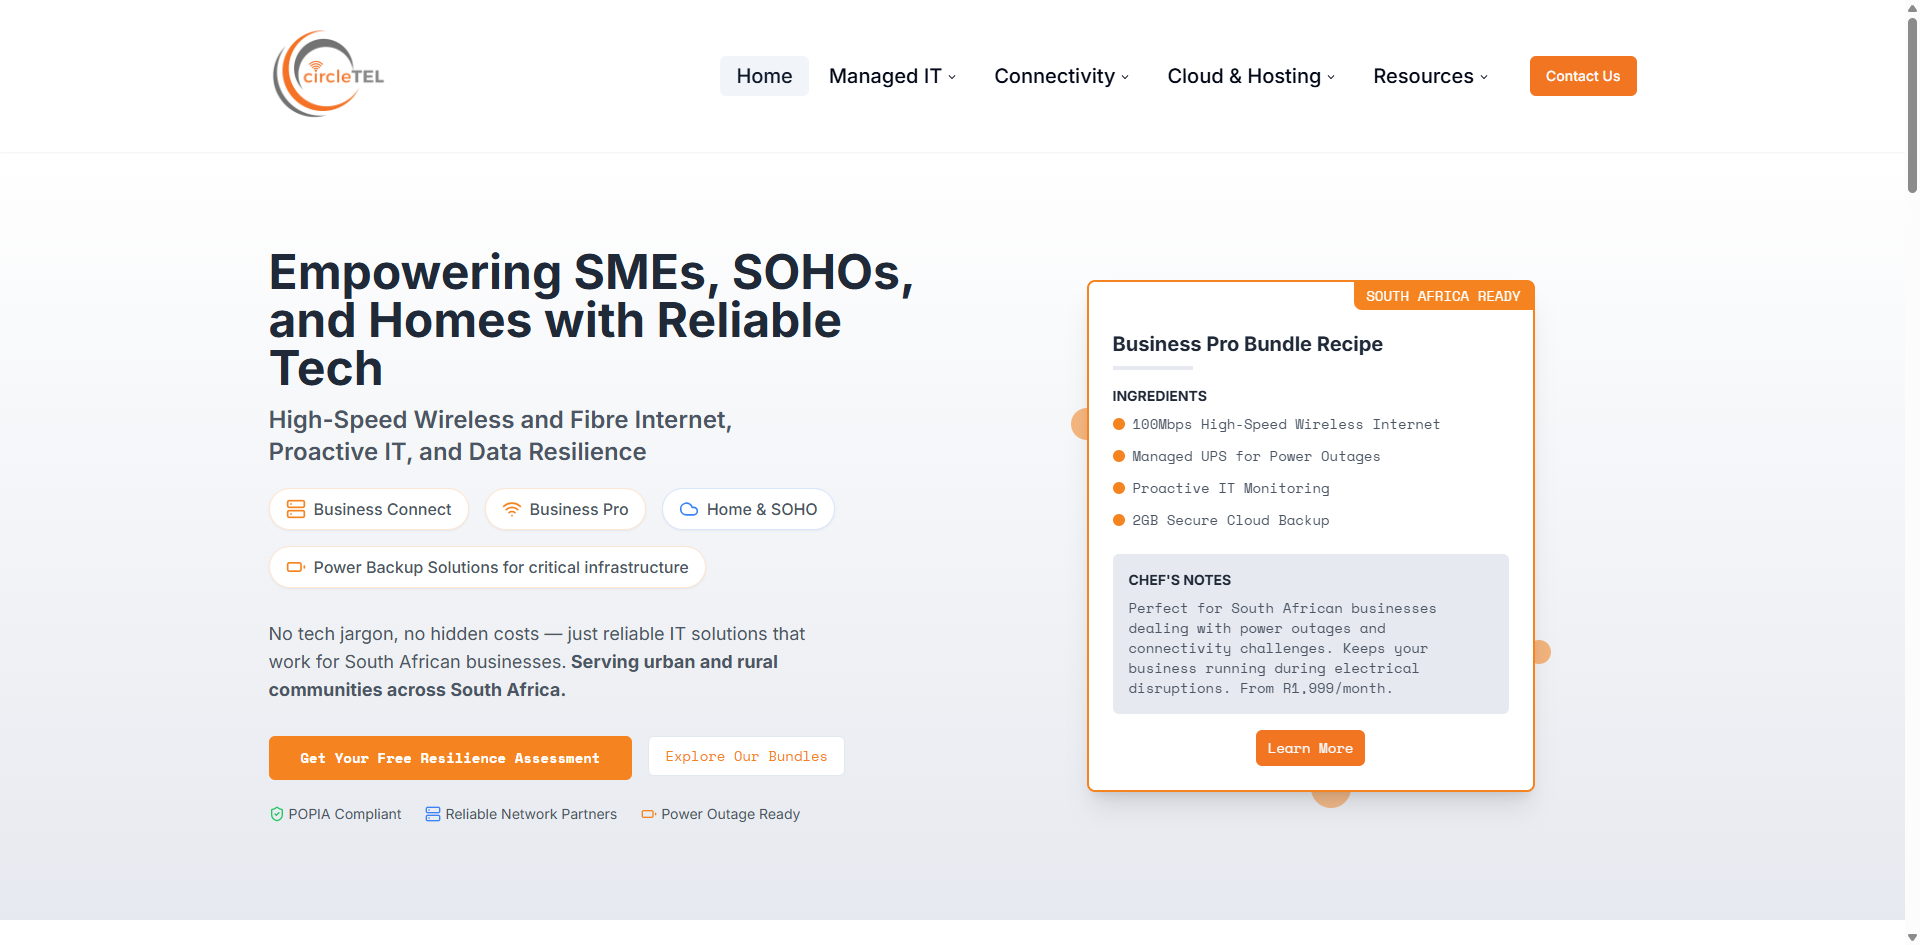 circleTEL
Home
Managed IT
Connectivity
Cloud & Hosting
Resources
Contact Us
Empowering SMEs, SOHOs,
and Homes with Reliable
Tech
High-Speed Wireless and Fibre Internet,
Proactive IT, and Data Resilience
Business Connect
Business Pro
Home & SOHO
Power Backup Solutions for critical infrastructure
No tech jargon, no hidden costs — just reliable IT solutions that
work for South African businesses. Serving urban and rural
communities across South Africa.
Get Your Free Resilience Assessment
Explore Our Bundles
POPIA Compliant
Reliable Network Partners
Power Outage Ready
SOUTH AFRICA READY
Business Pro Bundle Recipe
INGREDIENTS
100Mbps High-Speed Wireless Internet
Managed UPS for Power Outages
Proactive IT Monitoring
2GB Secure Cloud Backup
CHEF'S NOTES
Perfect for South African businesses
dealing with power outages and
connectivity challenges. Keeps your
business running during electrical
disruptions. From R1,999/month.
Learn More